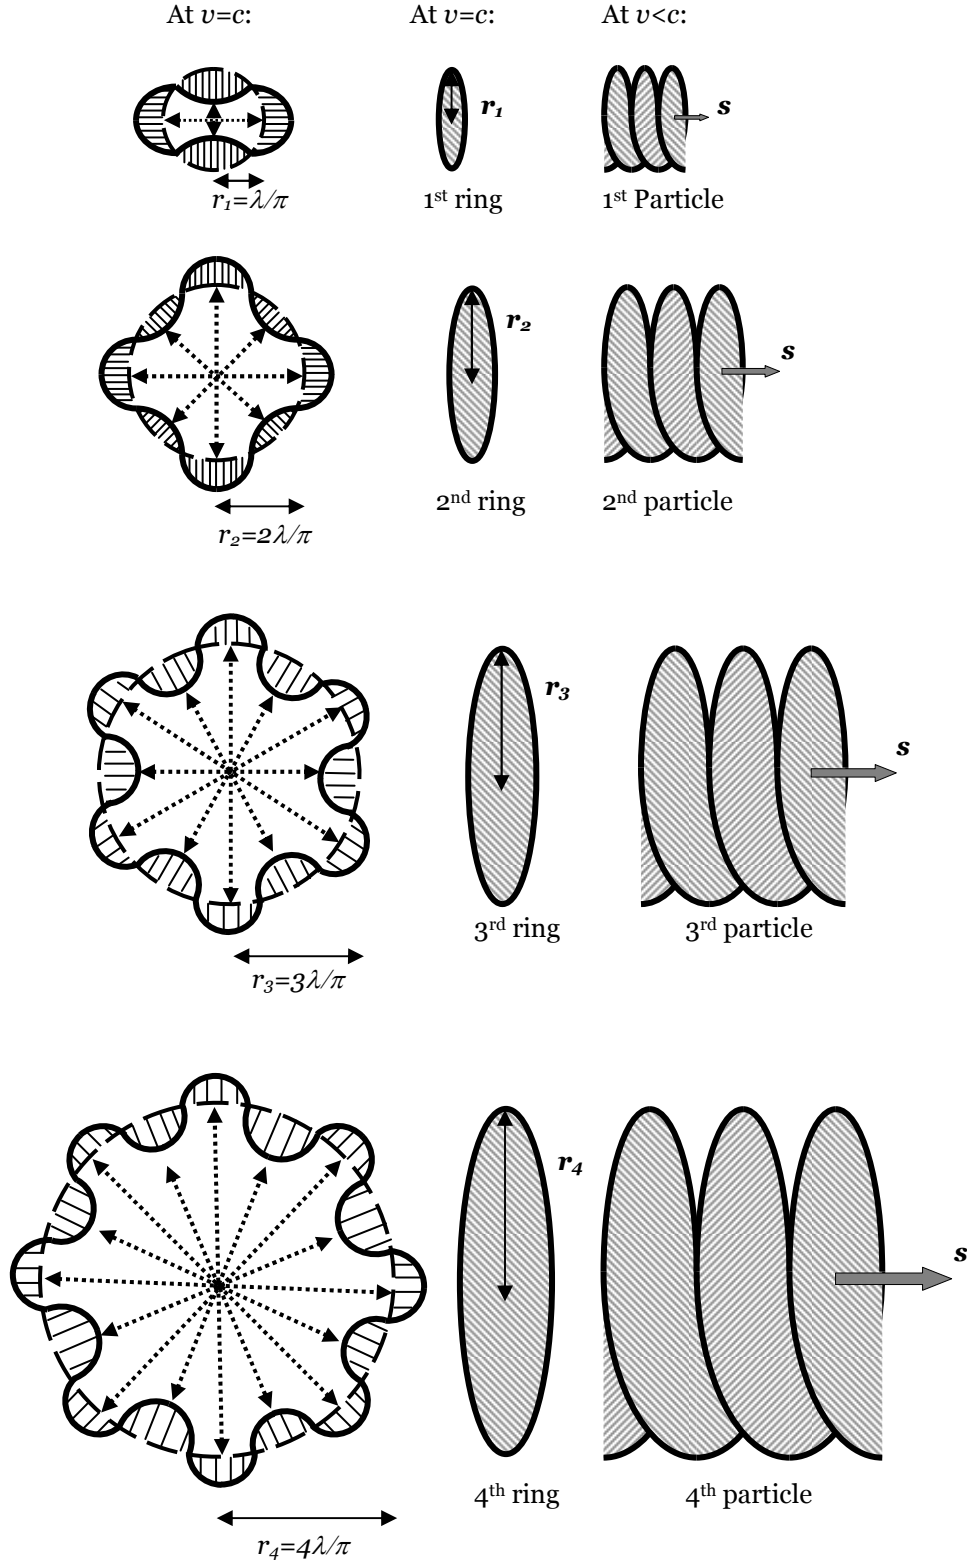 At v=c: At v=c: At v<c:
r₁ s
r₁=λ/π 1st ring 1st Particle
r₂ s
2nd ring 2nd particle
r₂=2λ/π
r₃ s
3rd ring 3rd particle
r₃=3λ/π
r₄ s
4th ring 4th particle
r₄=4λ/π